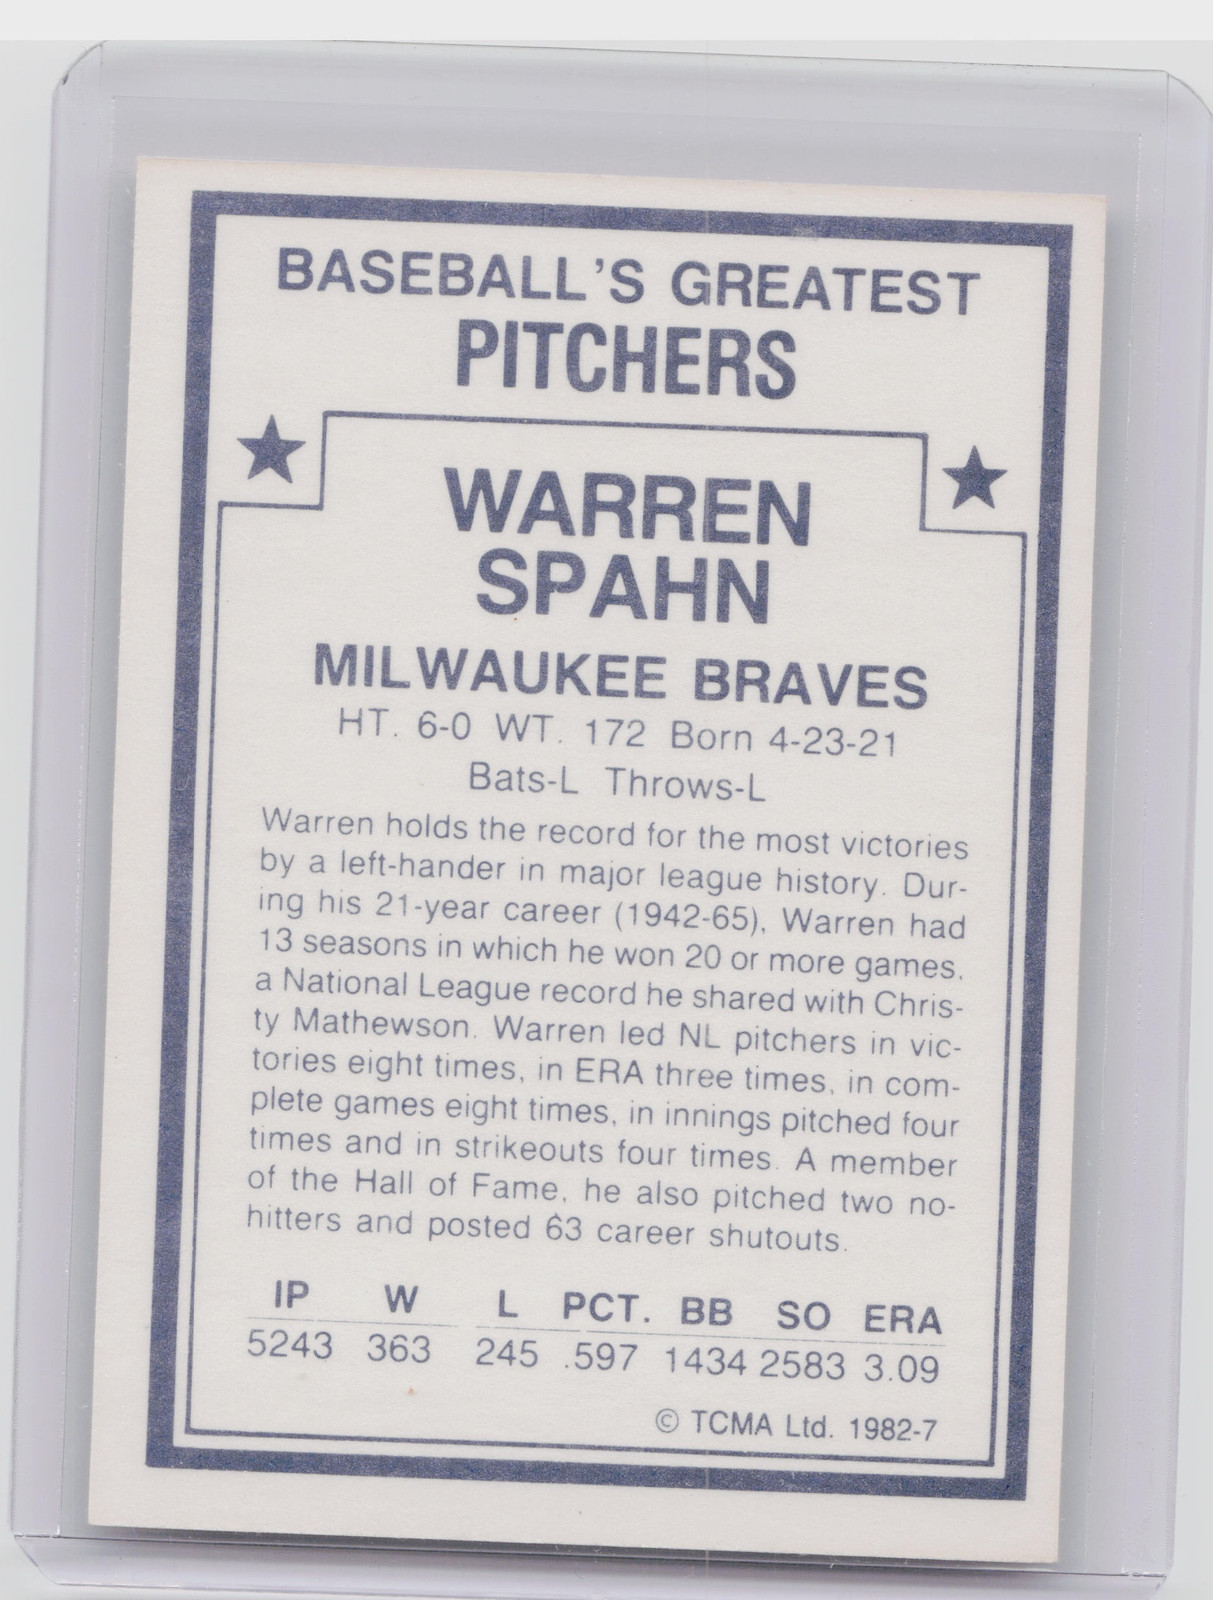 BASEBALL'S GREATEST
PITCHERS
WARREN
SPAHN
MILWAUKEE BRAVES
HT. 6-0 WT. 172 Born 4-23-21
Bats-L Throws-L
Warren holds the record for the most victories
by a left-hander in major league history. Dur-
ing his 21-year career (1942-65), Warren had
13 seasons in which he won 20 or more games,
a National League record he shared with Chris-
ty Mathewson. Warren led NL pitchers in vic-
tories eight times, in ERA three times, in com-
plete games eight times, in innings pitched four
times and in strikeouts four times. A member
of the Hall of Fame, he also pitched two no-
hitters and posted 63 career shutouts.
IP W L PCT. BB SO ERA
5243 363 245 .597 1434 2583 3.09
© TCMA Ltd. 1982-7